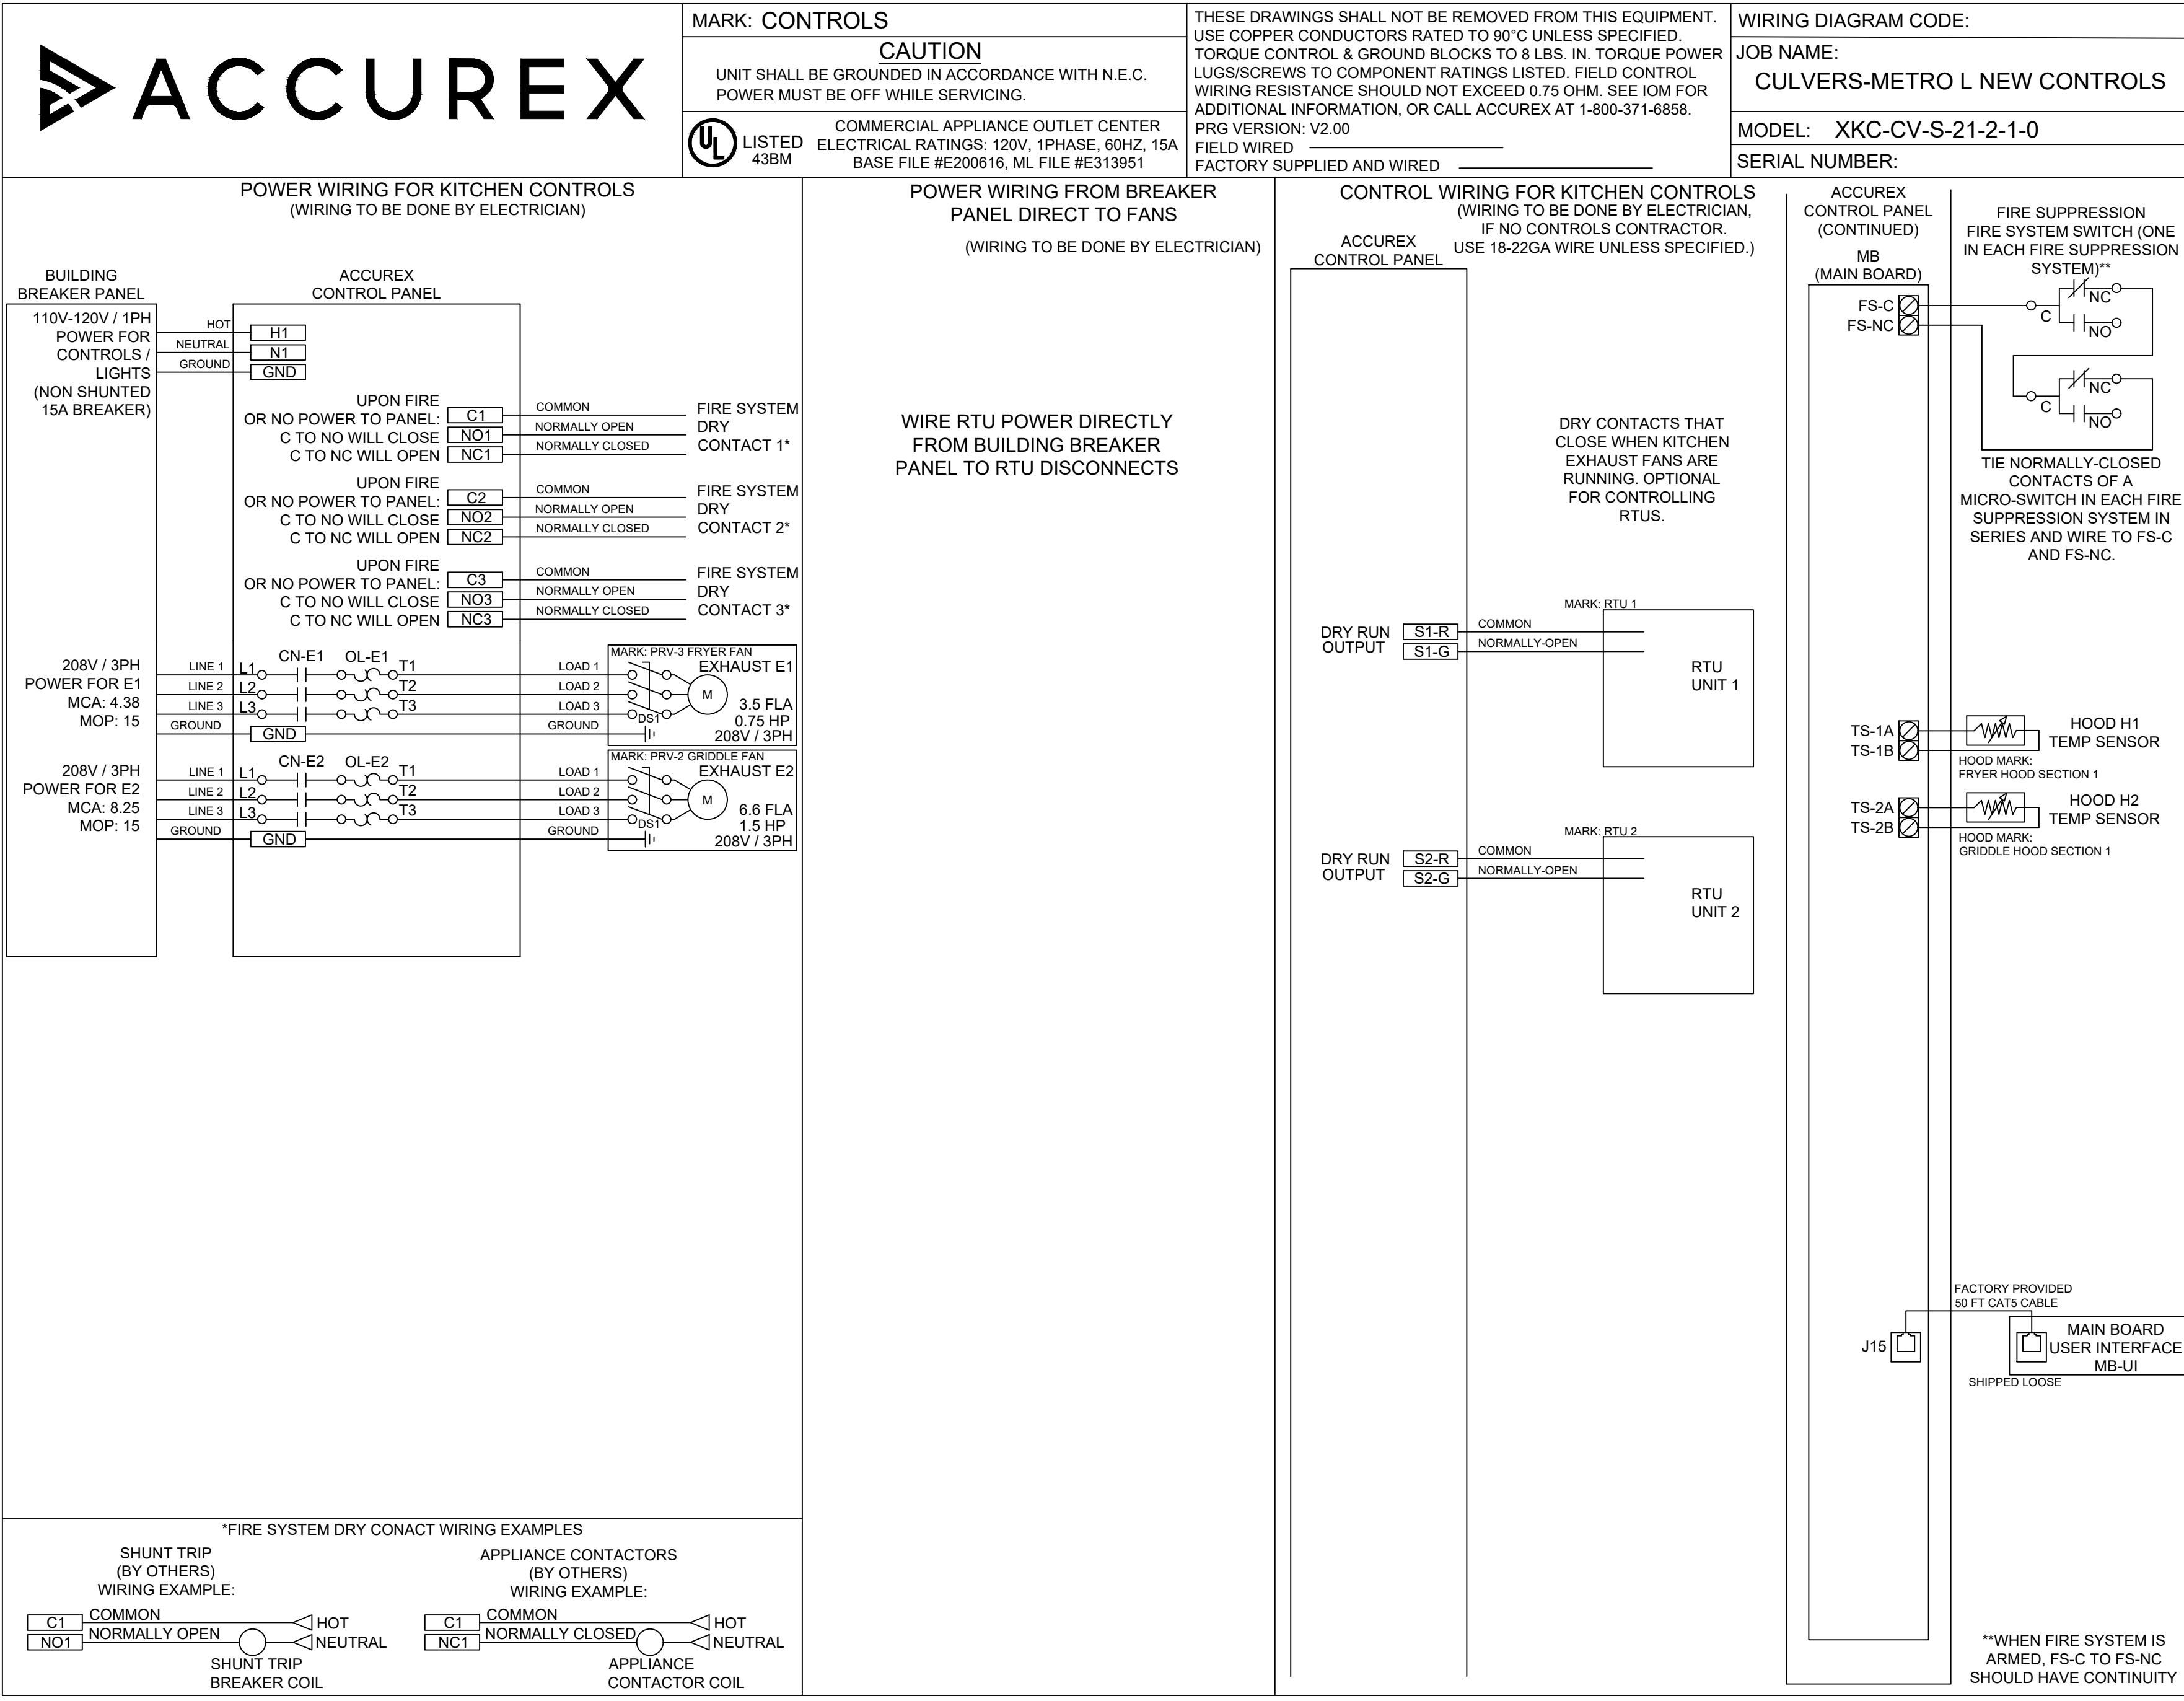 ACCUREX
MARK: CONTROLS
CAUTION
UNIT SHALL BE GROUNDED IN ACCORDANCE WITH N.E.C.
POWER MUST BE OFF WHILE SERVICING.
UL LISTED
43BM
COMMERCIAL APPLIANCE OUTLET CENTER
ELECTRICAL RATINGS: 120V, 1PHASE, 60HZ, 15A
BASE FILE #E200616, ML FILE #E313951
THESE DRAWINGS SHALL NOT BE REMOVED FROM THIS EQUIPMENT.
USE COPPER CONDUCTORS RATED TO 90°C UNLESS SPECIFIED.
TORQUE CONTROL & GROUND BLOCKS TO 8 LBS. IN. TORQUE POWER
LUGS/SCREWS TO COMPONENT RATINGS LISTED. FIELD CONTROL
WIRING RESISTANCE SHOULD NOT EXCEED 0.75 OHM. SEE IOM FOR
ADDITIONAL INFORMATION, OR CALL ACCUREX AT 1-800-371-6858.
PRG VERSION: V2.00
FIELD WIRED
FACTORY SUPPLIED AND WIRED
WIRING DIAGRAM CODE:
JOB NAME:
CULVERS-METRO L NEW CONTROLS
MODEL: XKC-CV-S-21-2-1-0
SERIAL NUMBER:
POWER WIRING FOR KITCHEN CONTROLS
(WIRING TO BE DONE BY ELECTRICIAN)
BUILDING
BREAKER PANEL
ACCUREX
CONTROL PANEL
110V-120V / 1PH
POWER FOR
CONTROLS /
LIGHTS
(NON SHUNTED
15A BREAKER)
HOT
NEUTRAL
GROUND
H1
N1
GND
UPON FIRE
OR NO POWER TO PANEL:
C TO NO WILL CLOSE
C TO NC WILL OPEN
C1
NO1
NC1
COMMON
NORMALLY OPEN
NORMALLY CLOSED
FIRE SYSTEM
DRY
CONTACT 1*
UPON FIRE
OR NO POWER TO PANEL:
C TO NO WILL CLOSE
C TO NC WILL OPEN
C2
NO2
NC2
COMMON
NORMALLY OPEN
NORMALLY CLOSED
FIRE SYSTEM
DRY
CONTACT 2*
UPON FIRE
OR NO POWER TO PANEL:
C TO NO WILL CLOSE
C TO NC WILL OPEN
C3
NO3
NC3
COMMON
NORMALLY OPEN
NORMALLY CLOSED
FIRE SYSTEM
DRY
CONTACT 3*
208V / 3PH
POWER FOR E1
MCA: 4.38
MOP: 15
LINE 1
LINE 2
LINE 3
GROUND
L1
L2
L3
GND
CN-E1
OL-E1
T1
T2
T3
LOAD 1
LOAD 2
LOAD 3
GROUND
MARK: PRV-3 FRYER FAN
EXHAUST E1
M
DS1
3.5 FLA
0.75 HP
208V / 3PH
208V / 3PH
POWER FOR E2
MCA: 8.25
MOP: 15
LINE 1
LINE 2
LINE 3
GROUND
L1
L2
L3
GND
CN-E2
OL-E2
T1
T2
T3
LOAD 1
LOAD 2
LOAD 3
GROUND
MARK: PRV-2 GRIDDLE FAN
EXHAUST E2
M
DS1
6.6 FLA
1.5 HP
208V / 3PH
*FIRE SYSTEM DRY CONACT WIRING EXAMPLES
SHUNT TRIP
(BY OTHERS)
WIRING EXAMPLE:
C1
NO1
COMMON
NORMALLY OPEN
HOT
NEUTRAL
SHUNT TRIP
BREAKER COIL
APPLIANCE CONTACTORS
(BY OTHERS)
WIRING EXAMPLE:
C1
NC1
COMMON
NORMALLY CLOSED
HOT
NEUTRAL
APPLIANCE
CONTACTOR COIL
POWER WIRING FROM BREAKER
PANEL DIRECT TO FANS
(WIRING TO BE DONE BY ELECTRICIAN)
WIRE RTU POWER DIRECTLY
FROM BUILDING BREAKER
PANEL TO RTU DISCONNECTS
CONTROL WIRING FOR KITCHEN CONTROLS
(WIRING TO BE DONE BY ELECTRICIAN,
IF NO CONTROLS CONTRACTOR.
USE 18-22GA WIRE UNLESS SPECIFIED.)
ACCUREX
CONTROL PANEL
DRY CONTACTS THAT
CLOSE WHEN KITCHEN
EXHAUST FANS ARE
RUNNING. OPTIONAL
FOR CONTROLLING
RTUS.
DRY RUN
OUTPUT
S1-R
S1-G
COMMON
NORMALLY-OPEN
MARK: RTU 1
RTU
UNIT 1
DRY RUN
OUTPUT
S2-R
S2-G
COMMON
NORMALLY-OPEN
MARK: RTU 2
RTU
UNIT 2
ACCUREX
CONTROL PANEL
(CONTINUED)
MB
(MAIN BOARD)
FS-C
FS-NC
FIRE SUPPRESSION
FIRE SYSTEM SWITCH (ONE
IN EACH FIRE SUPPRESSION
SYSTEM)**
NC
C
NO
NC
C
NO
TIE NORMALLY-CLOSED
CONTACTS OF A
MICRO-SWITCH IN EACH FIRE
SUPPRESSION SYSTEM IN
SERIES AND WIRE TO FS-C
AND FS-NC.
TS-1A
TS-1B
HOOD H1
TEMP SENSOR
HOOD MARK:
FRYER HOOD SECTION 1
TS-2A
TS-2B
HOOD H2
TEMP SENSOR
HOOD MARK:
GRIDDLE HOOD SECTION 1
FACTORY PROVIDED
50 FT CAT5 CABLE
J15
MAIN BOARD
USER INTERFACE
MB-UI
SHIPPED LOOSE
**WHEN FIRE SYSTEM IS
ARMED, FS-C TO FS-NC
SHOULD HAVE CONTINUITY